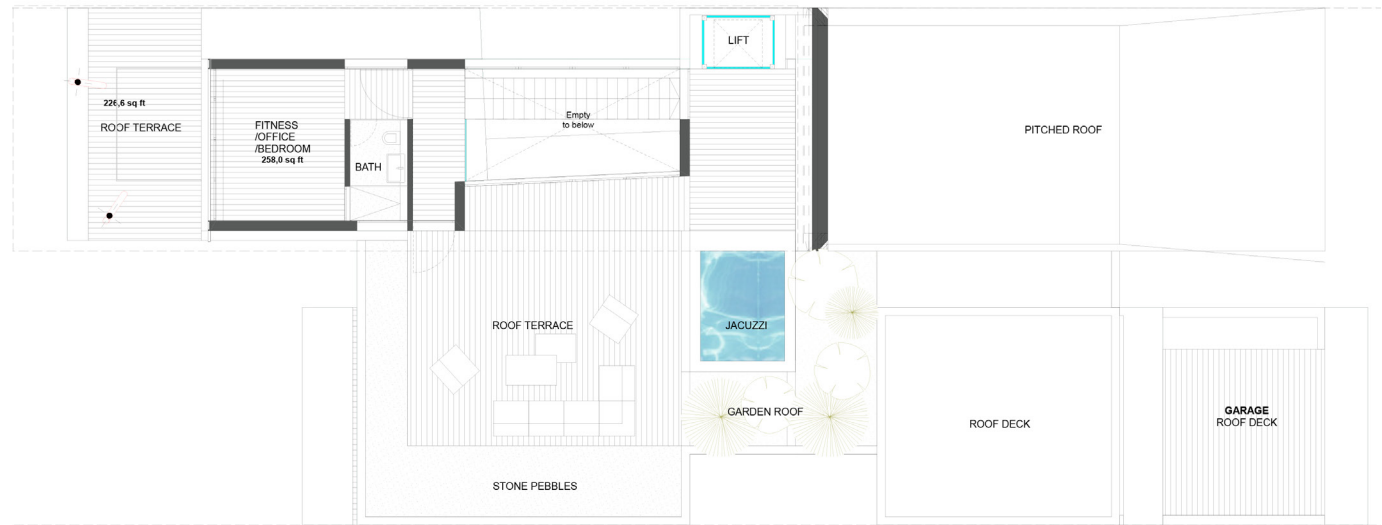 LIFT
226,6 sq ft
ROOF TERRACE
FITNESS
/OFFICE
/BEDROOM
258,0 sq ft
BATH
Empty
to below
PITCHED ROOF
ROOF TERRACE
JACUZZI
GARDEN ROOF
ROOF DECK
GARAGE
ROOF DECK
STONE PEBBLES